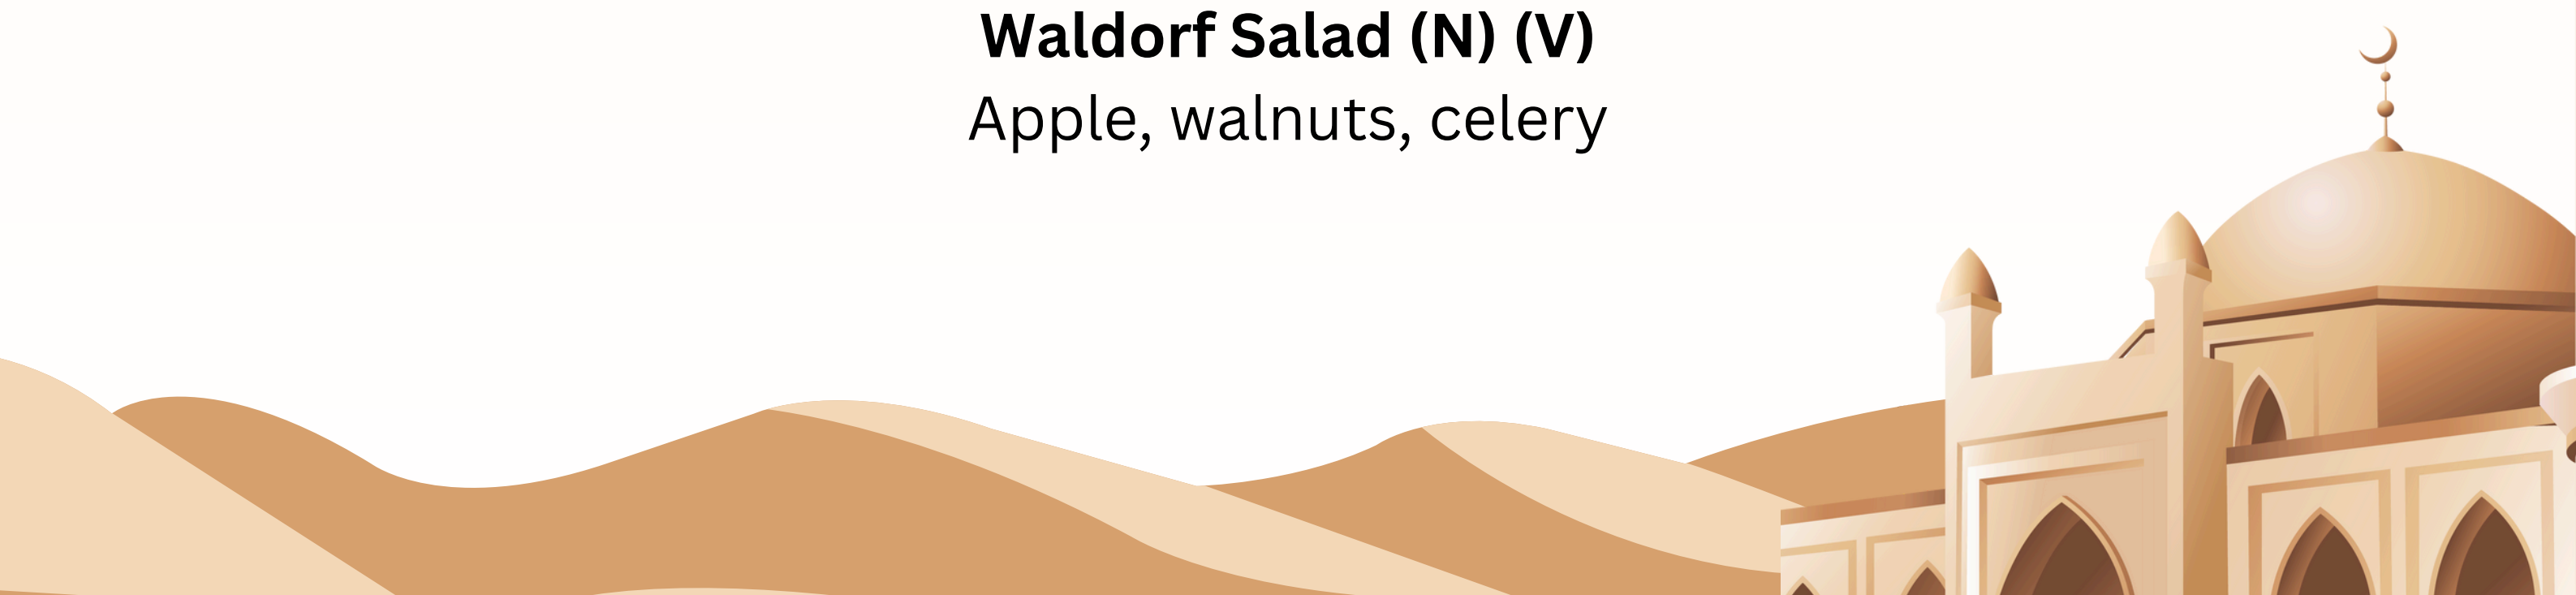 Waldorf Salad (N) (V)
Apple, walnuts, celery